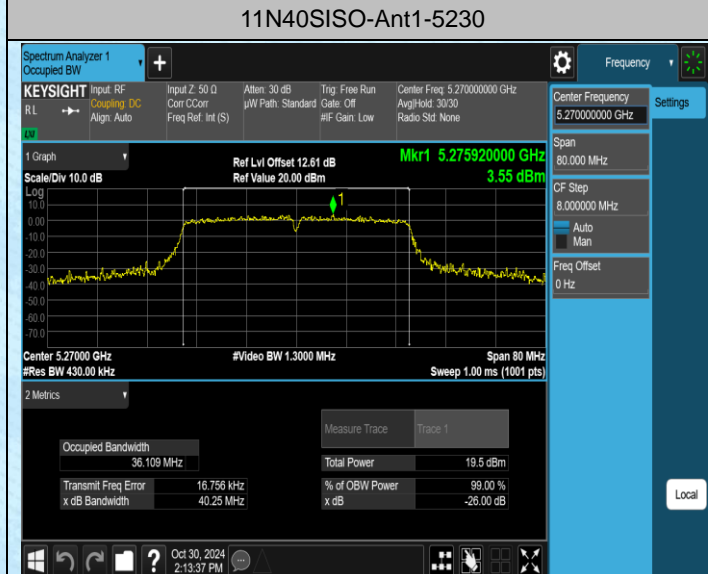 11N40SISO-Ant1-5230
Spectrum Analyzer 1
Occupied BW
Frequency
KEYSIGHT
Input: RF
Coupling: DC
Align: Auto
RL
Input Z: 50 Ω
Corr CCorr
Freq Ref: Int (S)
Atten: 30 dB
µW Path: Standard
Trig: Free Run
Gate: Off
#IF Gain: Low
Center Freq: 5.270000000 GHz
Avg|Hold: 30/30
Radio Std: None
Center Frequency
5.270000000 GHz
Settings
Span
80.000 MHz
CF Step
8.000000 MHz
Auto
Man
Freq Offset
0 Hz
1 Graph
Scale/Div 10.0 dB
Ref Lvl Offset 12.61 dB
Ref Value 20.00 dBm
Mkr1 5.275920000 GHz
3.55 dBm
Log
10.0
0.00
-10.0
-20.0
-30.0
-40.0
-50.0
-60.0
-70.0
1
Center 5.27000 GHz
#Res BW 430.00 kHz
#Video BW 1.3000 MHz
Span 80 MHz
Sweep 1.00 ms (1001 pts)
2 Metrics
Measure Trace
Trace 1
Occupied Bandwidth
36.109 MHz
Total Power
19.5 dBm
Transmit Freq Error
16.756 kHz
% of OBW Power
99.00 %
x dB Bandwidth
40.25 MHz
x dB
-26.00 dB
Local
?
Oct 30, 2024
2:13:37 PM